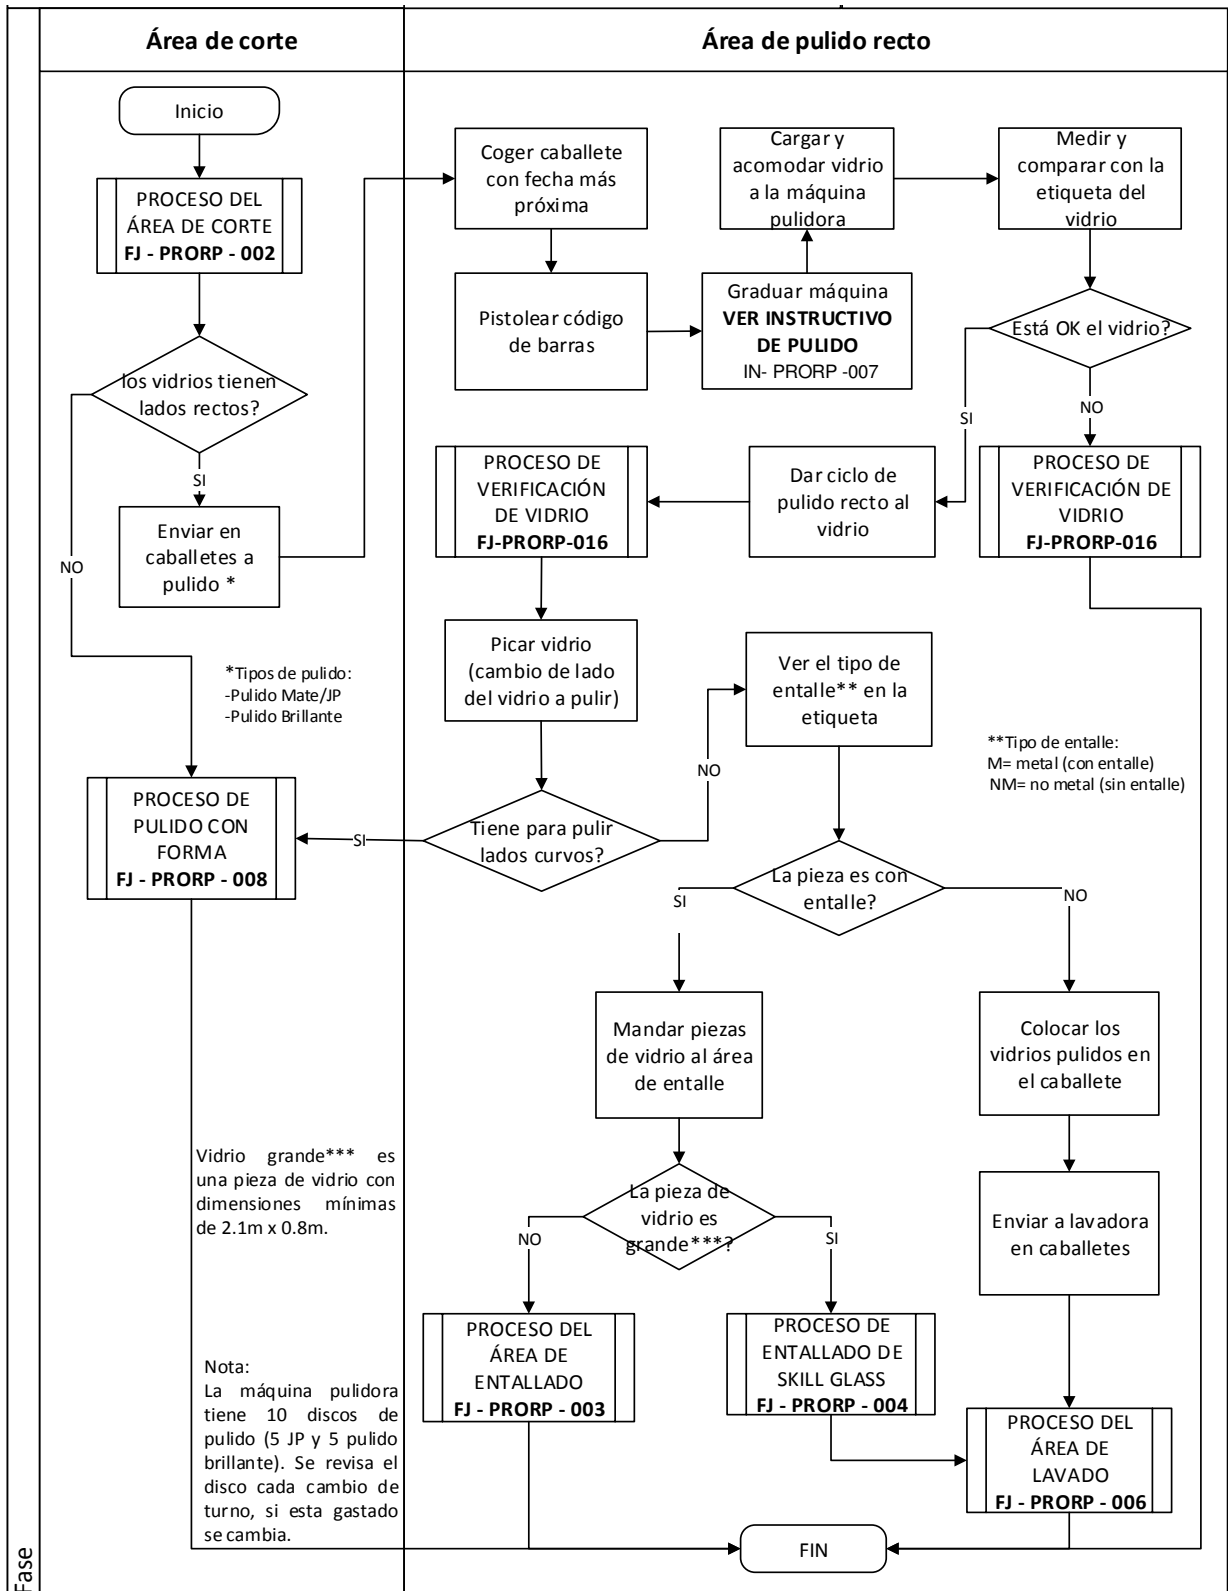 Área de corte
Área de pulido recto
Inicio
PROCESO DEL
ÁREA DE CORTE
FJ - PRORP - 002
los vidrios tienen
lados rectos?
SI
NO
Enviar en
caballetes a
pulido *
*Tipos de pulido:
-Pulido Mate/JP
-Pulido Brillante
PROCESO DE
PULIDO CON
FORMA
FJ - PRORP - 008
Vidrio grande*** es
una pieza de vidrio con
dimensiones mínimas
de 2.1m x 0.8m.
Nota:
La máquina pulidora
tiene 10 discos de
pulido (5 JP y 5 pulido
brillante). Se revisa el
disco cada cambio de
turno, si esta gastado
se cambia.
Fase
Coger caballete
con fecha más
próxima
Pistolear código
de barras
Graduar máquina
VER INSTRUCTIVO
DE PULIDO
IN- PRORP -007
Cargar y
acomodar vidrio
a la máquina
pulidora
Medir y
comparar con la
etiqueta del
vidrio
Está OK el vidrio?
SI
NO
PROCESO DE
VERIFICACIÓN DE
VIDRIO
FJ-PRORP-016
Dar ciclo de
pulido recto al
vidrio
PROCESO DE
VERIFICACIÓN
DE VIDRIO
FJ-PRORP-016
Picar vidrio
(cambio de lado
del vidrio a pulir)
Tiene para pulir
lados curvos?
SI
NO
Ver el tipo de
entalle** en la
etiqueta
**Tipo de entalle:
M= metal (con entalle)
NM= no metal (sin entalle)
La pieza es con
entalle?
SI
NO
Mandar piezas
de vidrio al área
de entalle
Colocar los
vidrios pulidos en
el caballete
La pieza de
vidrio es
grande***?
NO
SI
Enviar a lavadora
en caballetes
PROCESO DEL
ÁREA DE
ENTALLADO
FJ - PRORP - 003
PROCESO DE
ENTALLADO DE
SKILL GLASS
FJ - PRORP - 004
PROCESO DEL
ÁREA DE
LAVADO
FJ - PRORP - 006
FIN